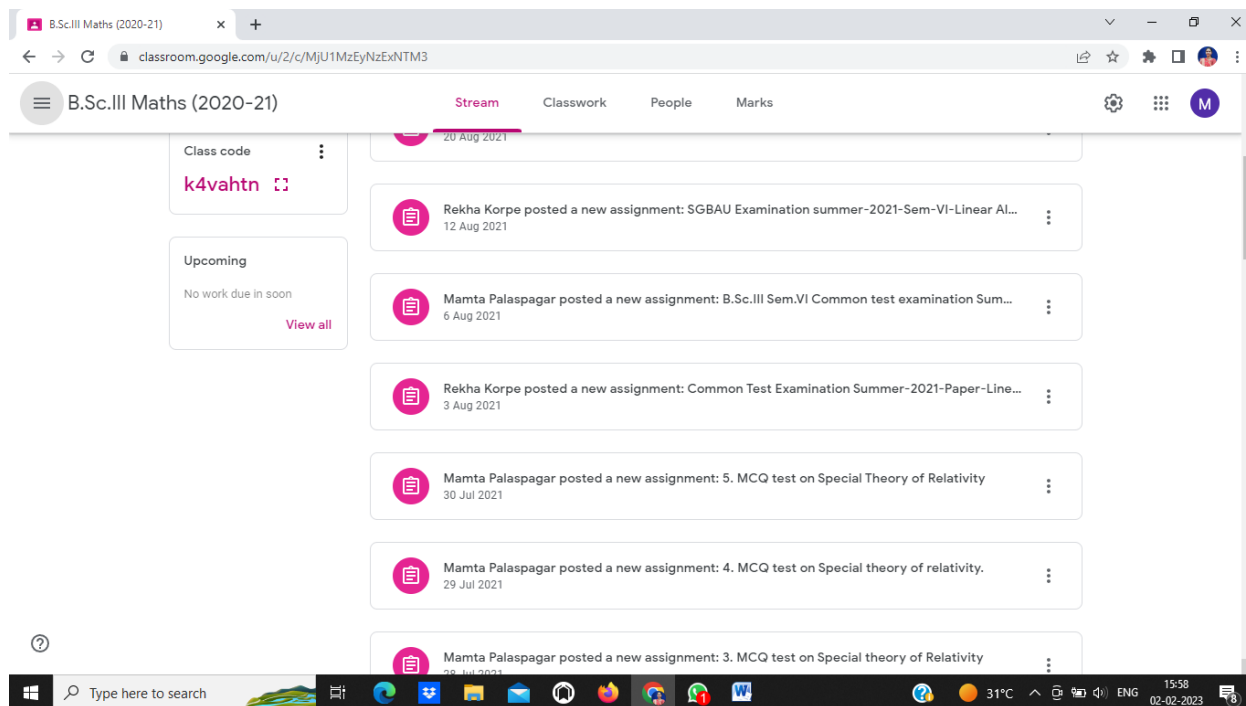 B.Sc.III Maths (2020-21)
classroom.google.com/u/2/c/MjU1MzEyNzExNTM3
B.Sc.III Maths (2020-21)
Stream
Classwork
People
Marks
M
20 Aug 2021
Class code
k4vahtn
Rekha Korpe posted a new assignment: SGBAU Examination summer-2021-Sem-VI-Linear Al...
12 Aug 2021
Upcoming
No work due in soon
View all
Mamta Palaspagar posted a new assignment: B.Sc.III Sem.VI Common test examination Sum...
6 Aug 2021
Rekha Korpe posted a new assignment: Common Test Examination Summer-2021-Paper-Line...
3 Aug 2021
Mamta Palaspagar posted a new assignment: 5. MCQ test on Special Theory of Relativity
30 Jul 2021
Mamta Palaspagar posted a new assignment: 4. MCQ test on Special theory of relativity.
29 Jul 2021
Mamta Palaspagar posted a new assignment: 3. MCQ test on Special theory of Relativity
28 Jul 2021
Type here to search
31°C
ENG
15:58
02-02-2023
8